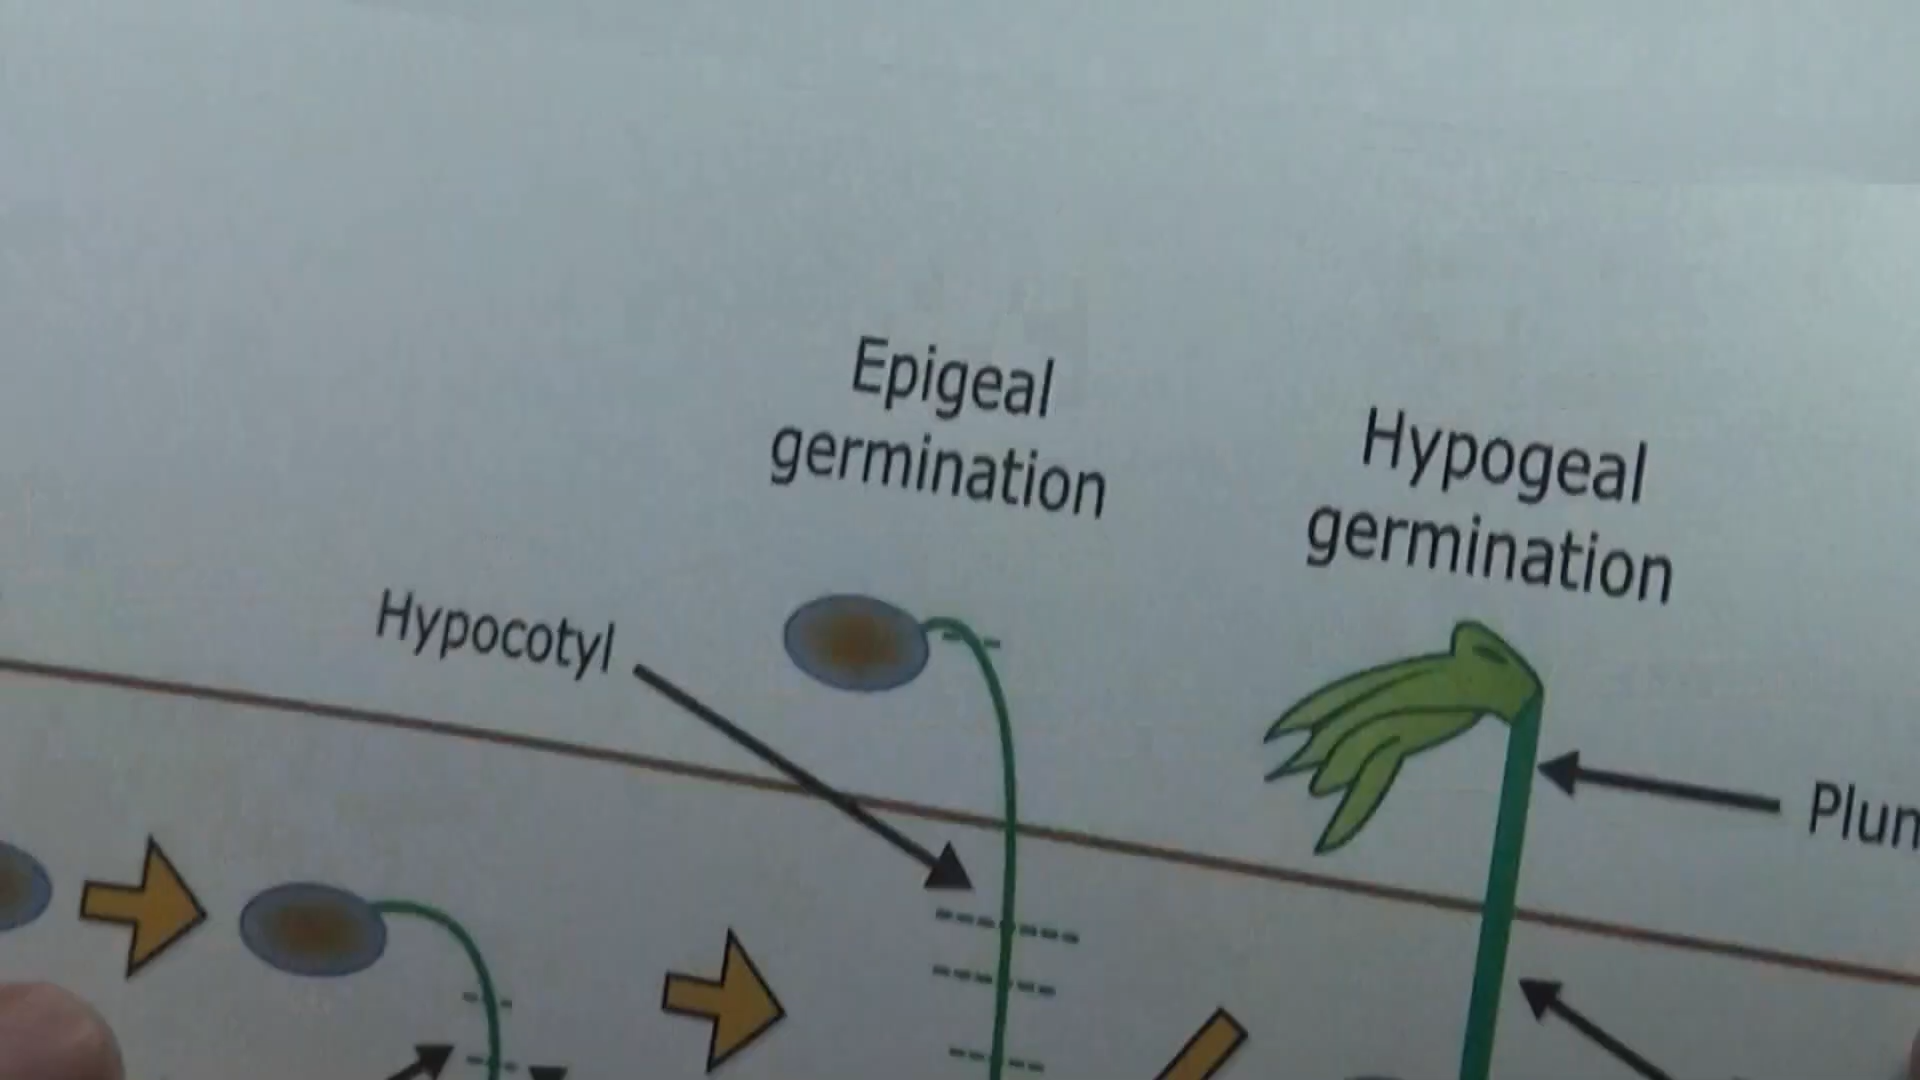 Epigeal
germination
Hypogeal
germination
Hypocotyl